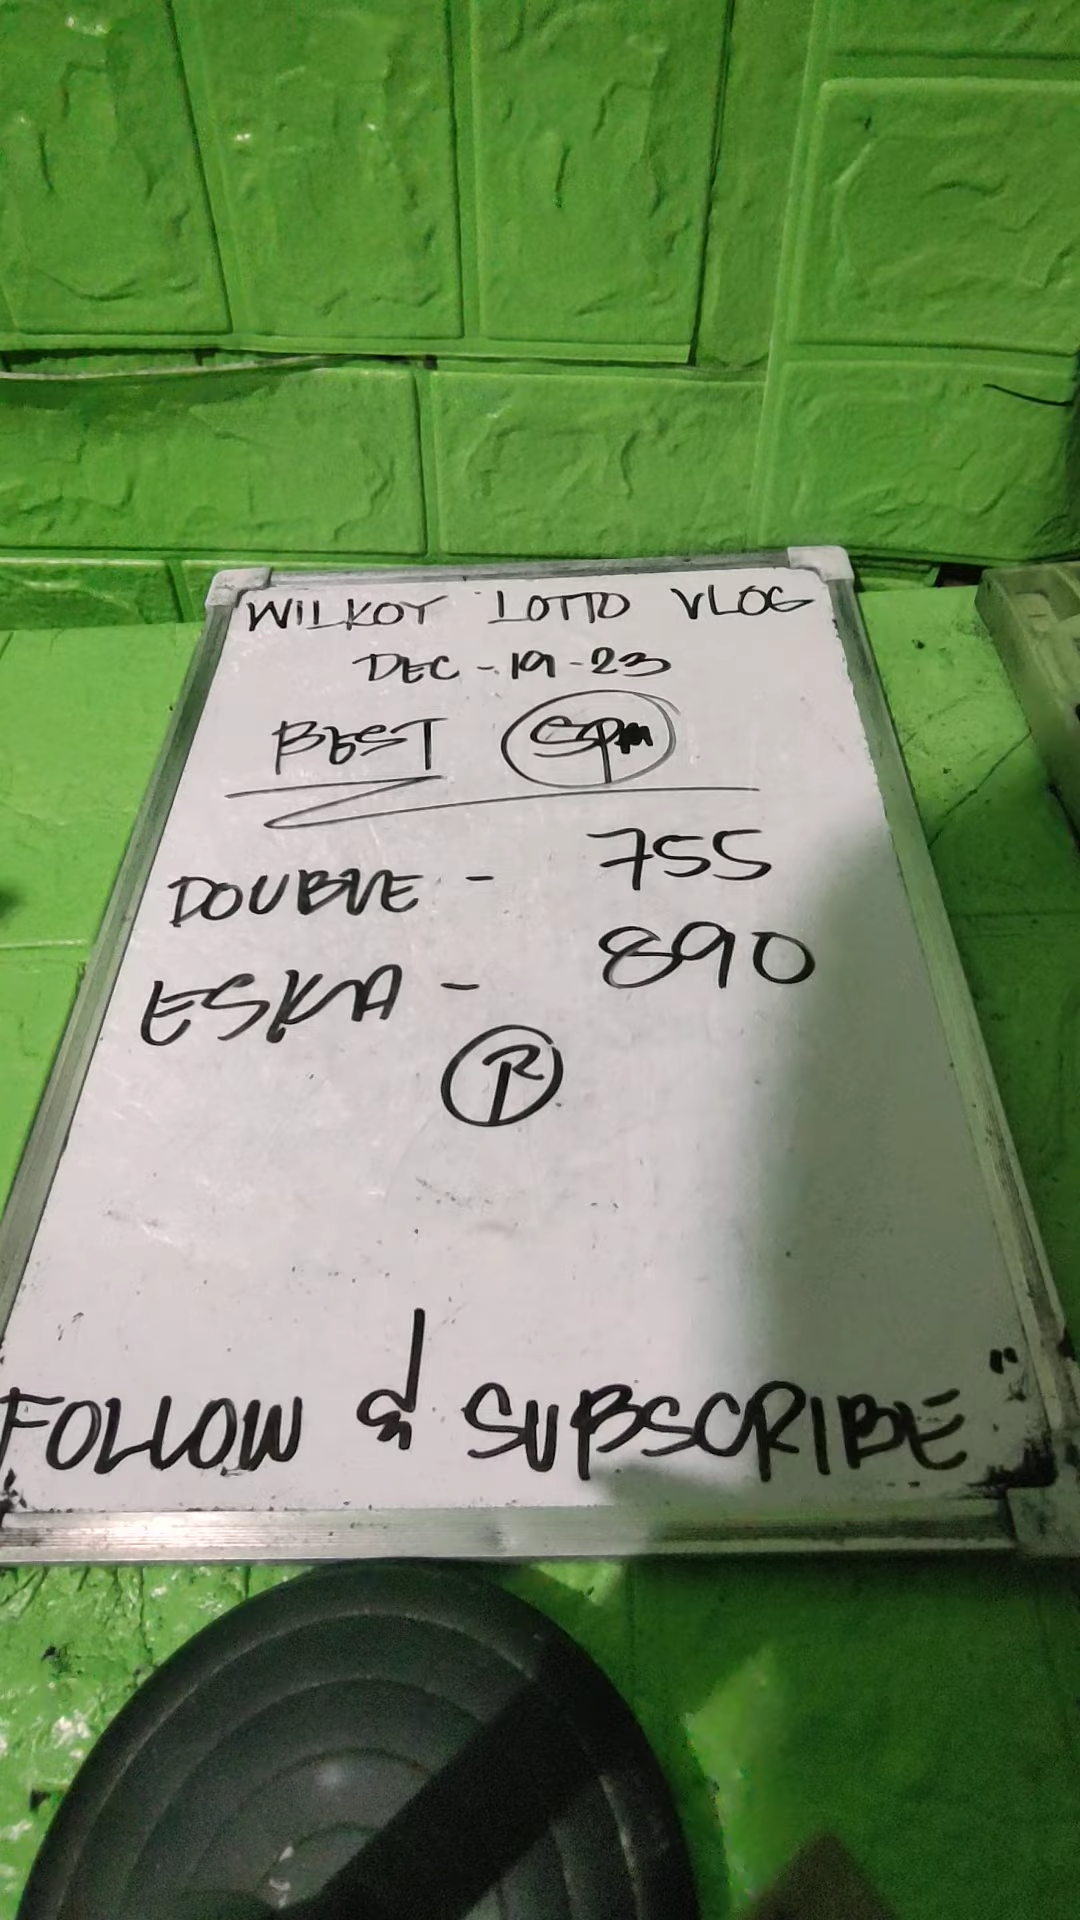 WILKOY LOTTO VLOG
DEC - 19 - 23
BEST 5pm
DOUBLE - 755
ESKA - 890
R
FOLLOW & SUBSCRIBE"